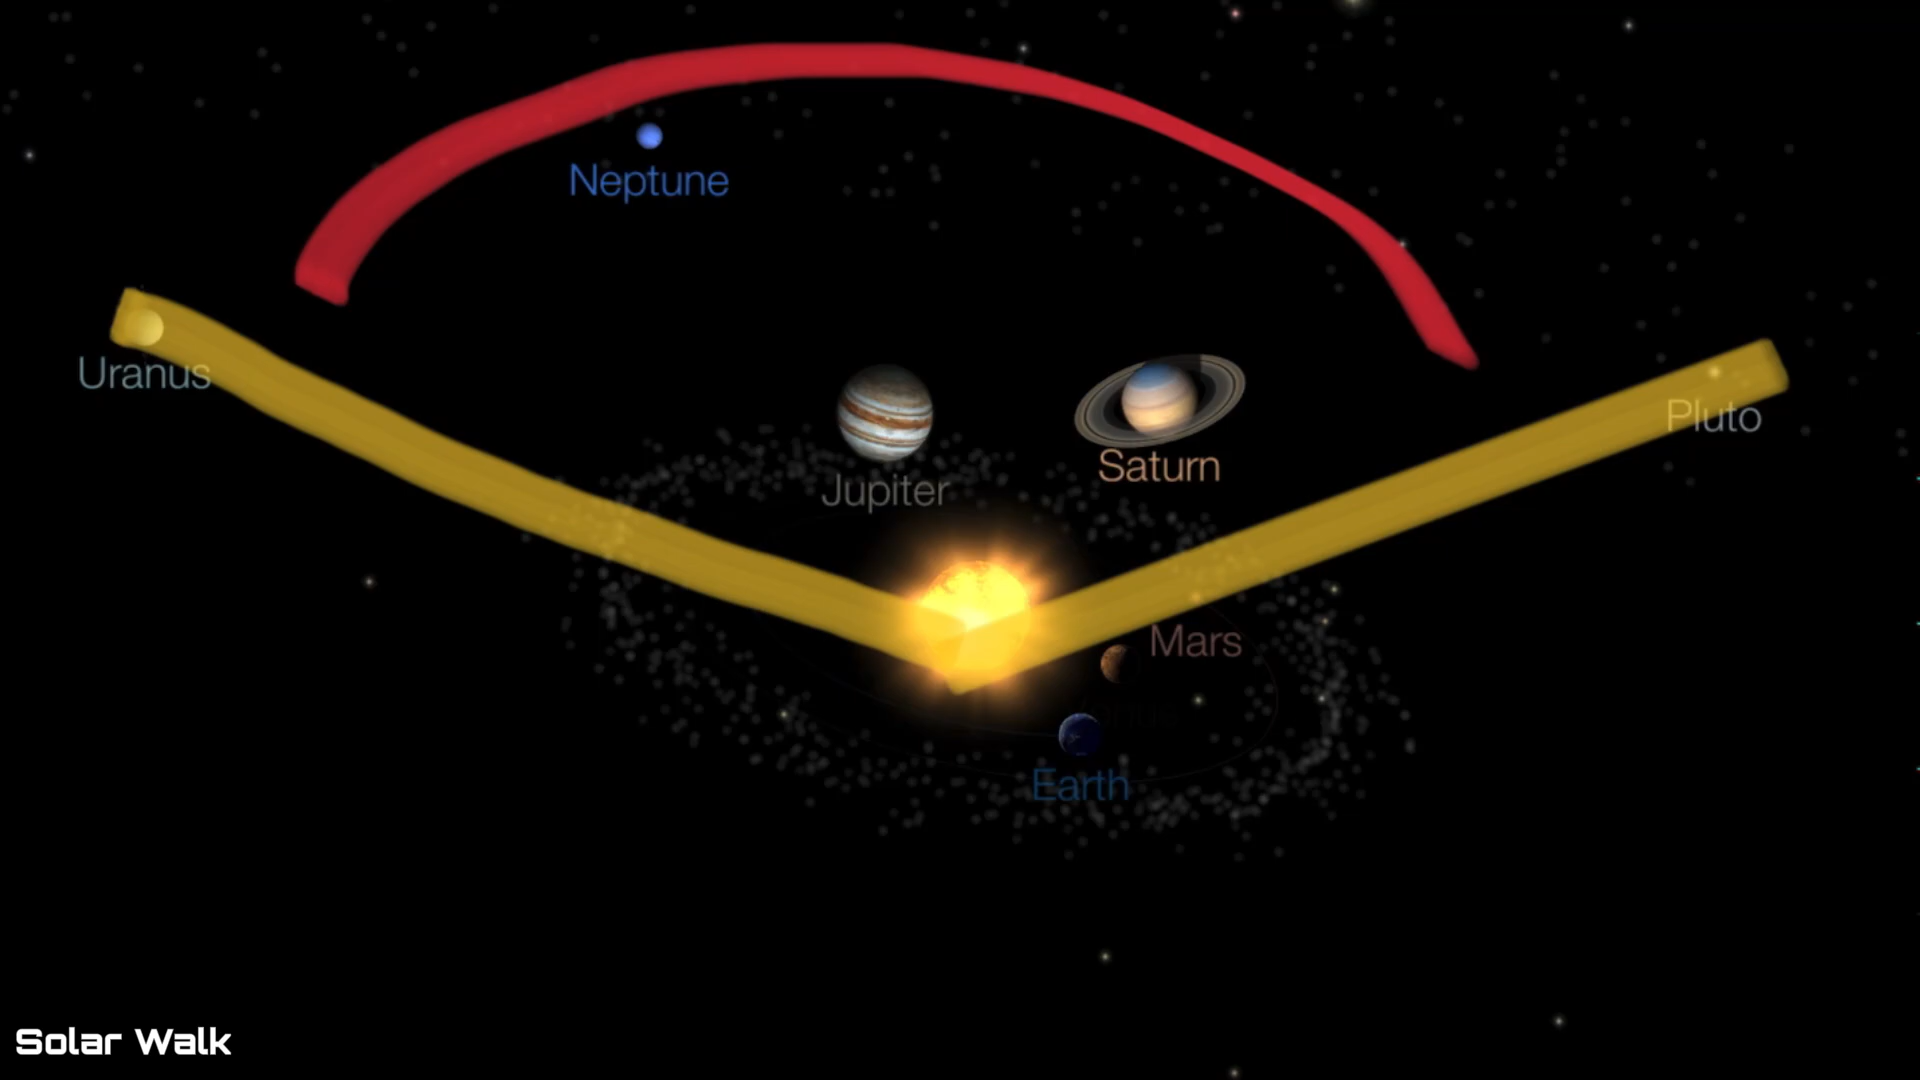 Neptune
Uranus
Pluto
Saturn
Jupiter
Mars
Earth
Solar Walk